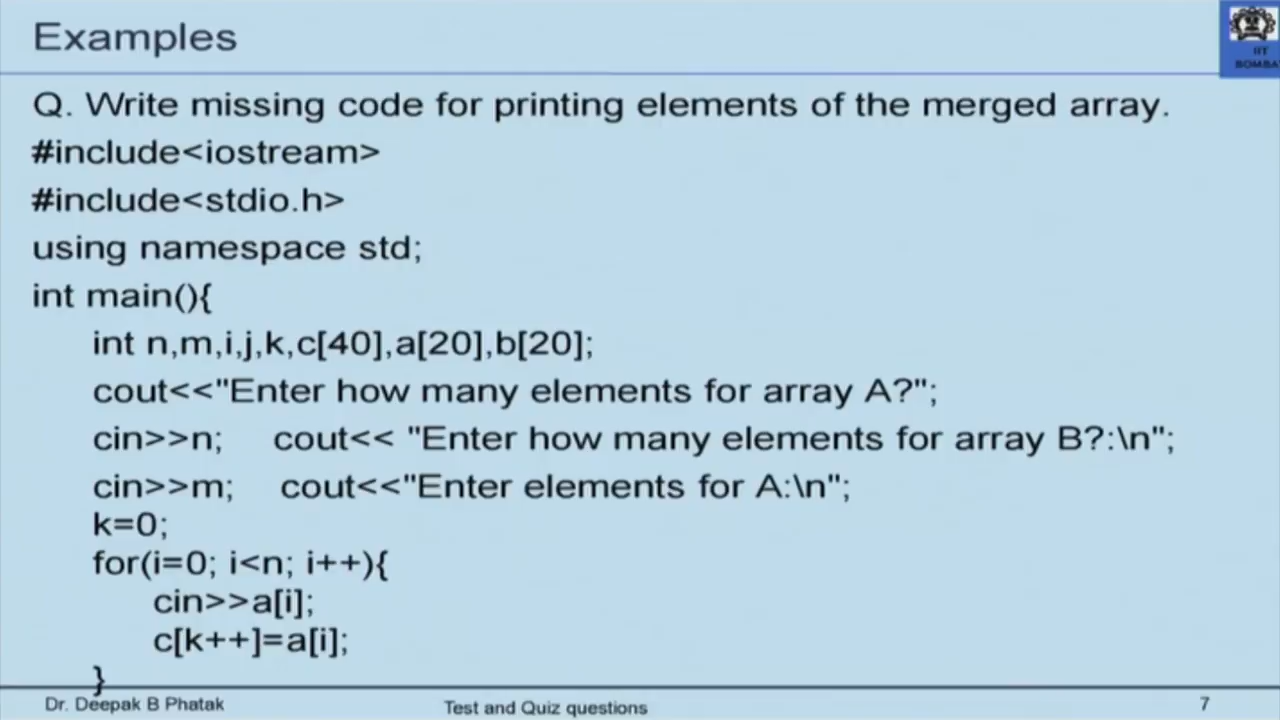 Examples
IIT
BOMBA
Q. Write missing code for printing elements of the merged array.
#include<iostream>
#include<stdio.h>
using namespace std;
int main(){
int n,m,i,j,k,c[40],a[20],b[20];
cout<<"Enter how many elements for array A?";
cin>>n; cout<< "Enter how many elements for array B?:\n";
cin>>m; cout<<"Enter elements for A:\n";
k=0;
for(i=0; i<n; i++){
cin>>a[i];
c[k++]=a[i];
}
Dr. Deepak B Phatak Test and Quiz questions 7